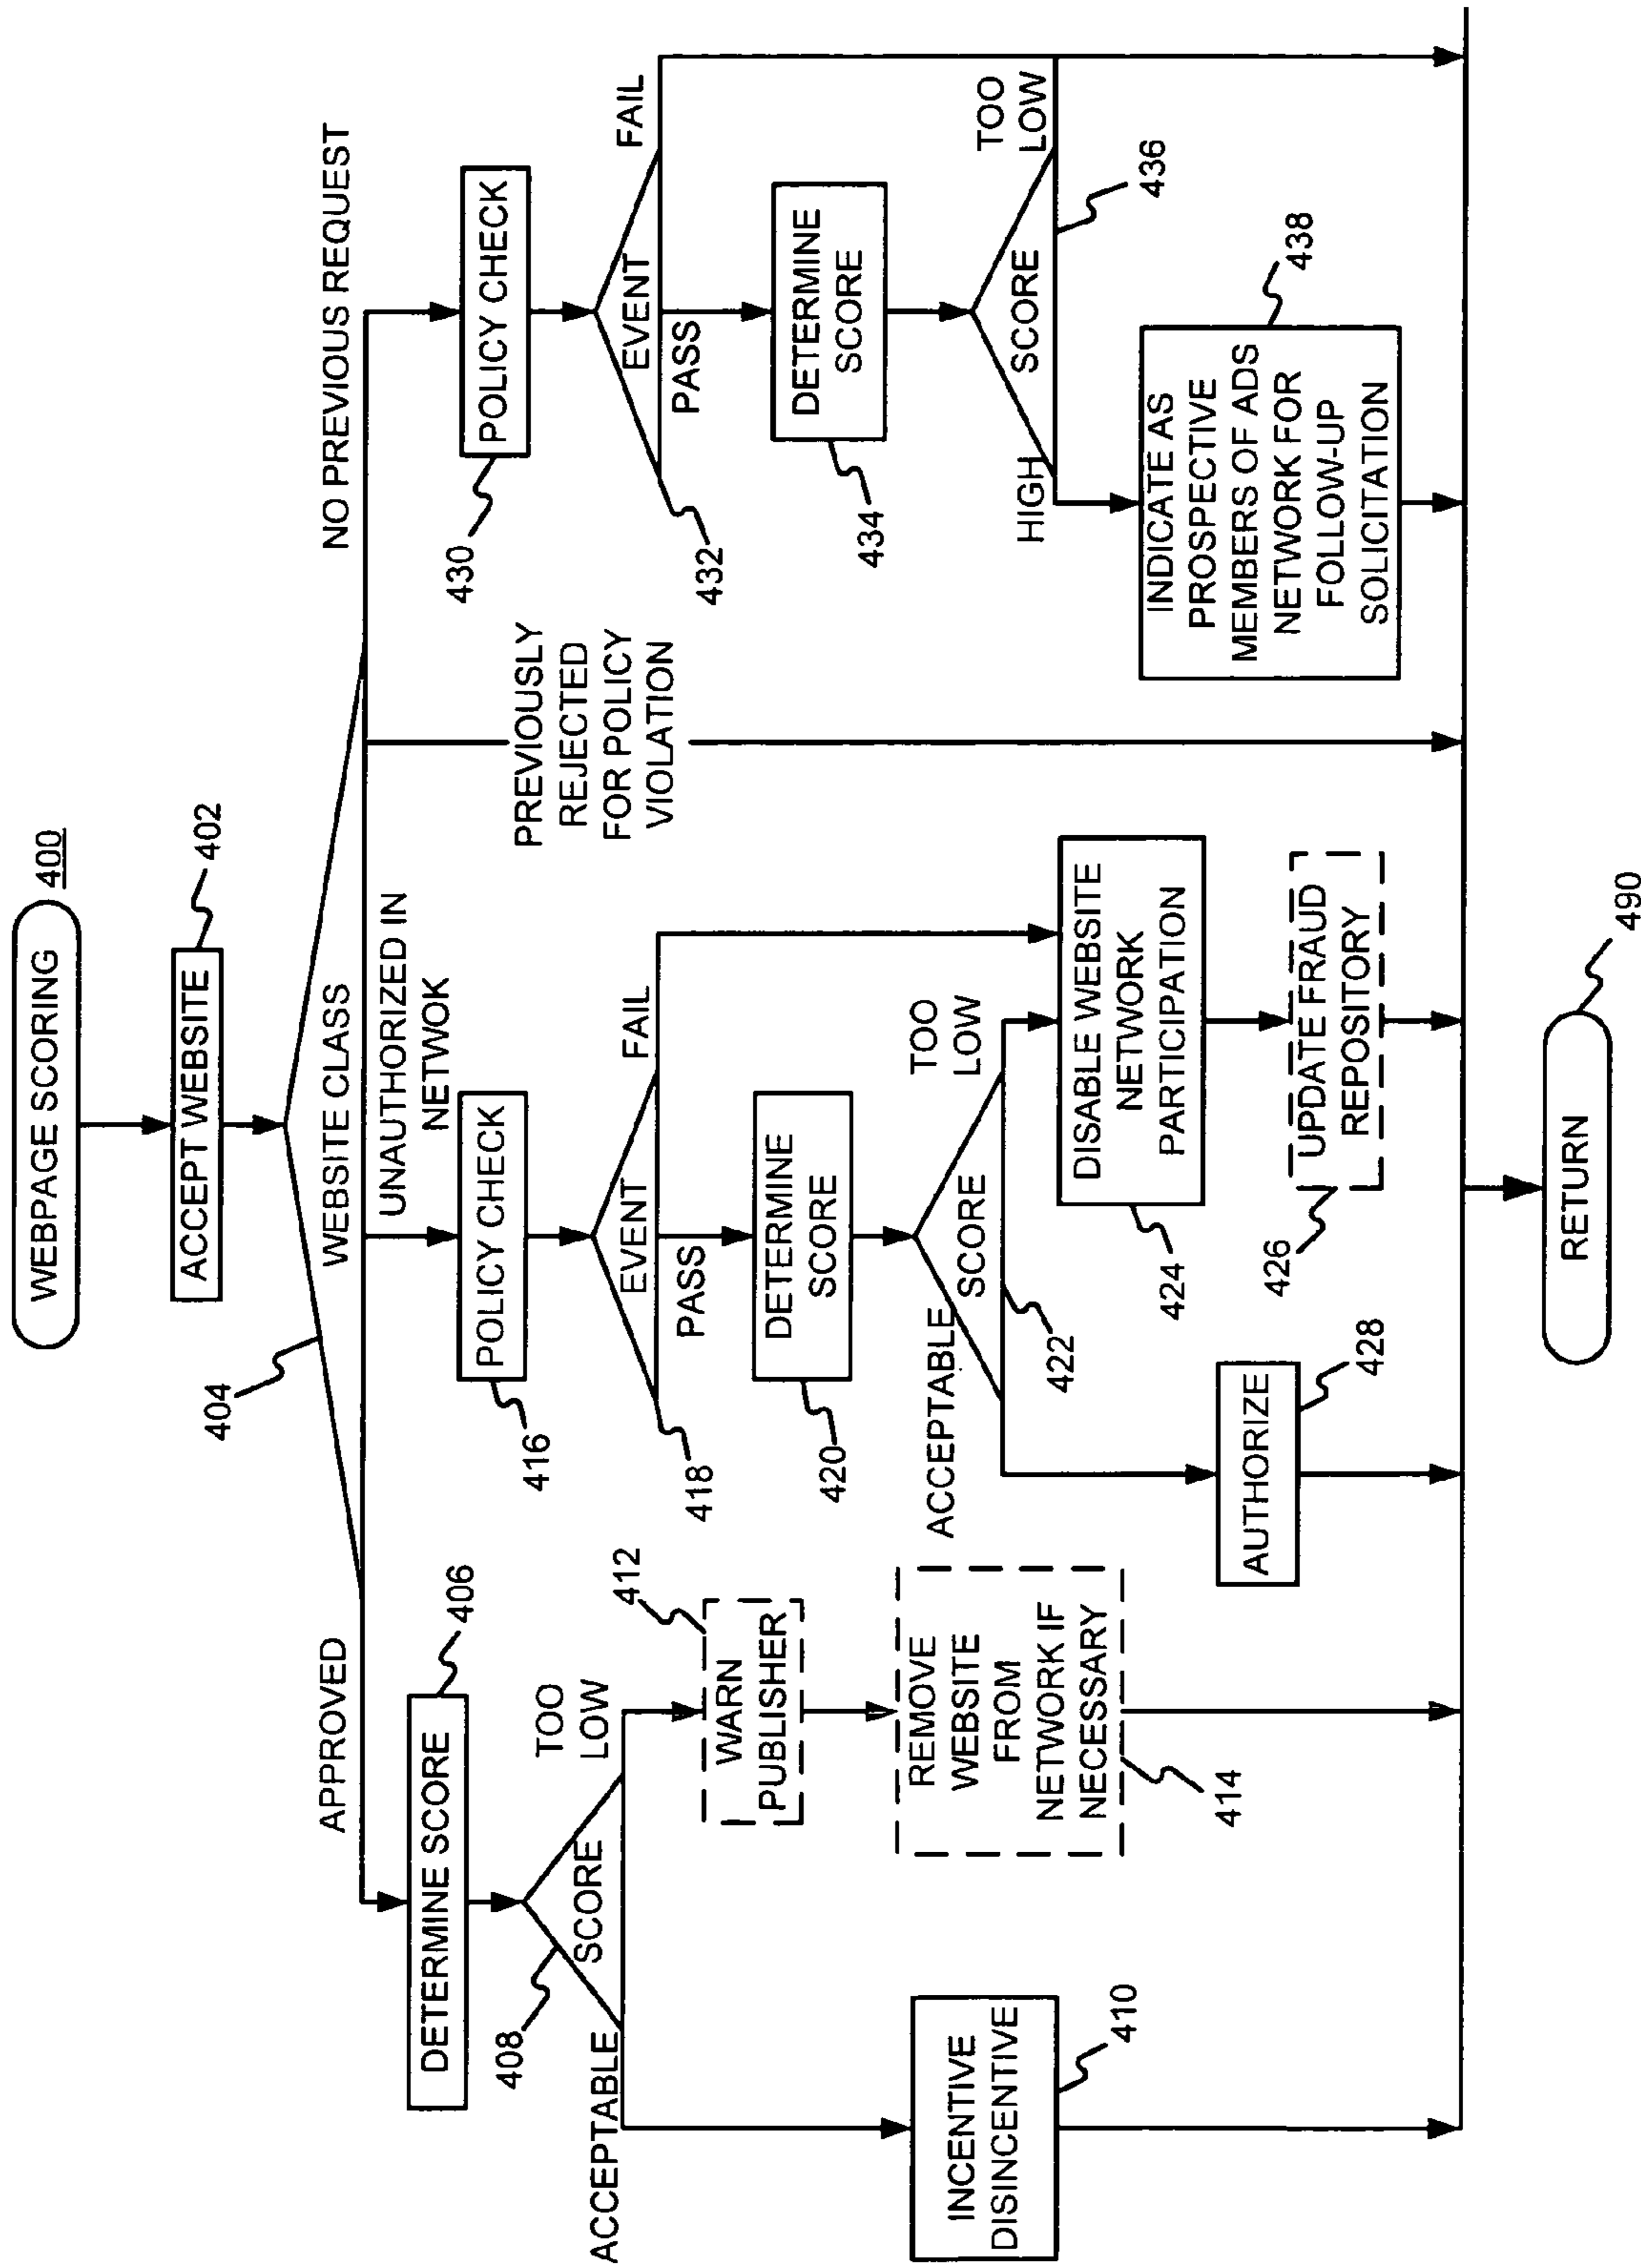 WEBPAGE SCORING
400
ACCEPT WEBSITE
402
404
WEBSITE CLASS
APPROVED
DETERMINE SCORE
406
408
SCORE
ACCEPTABLE
TOO
LOW
INCENTIVE
DISINCENTIVE
410
412
WARN
PUBLISHER
REMOVE
WEBSITE
FROM
NETWORK IF
NECESSARY
414
UNAUTHORIZED IN
NETWORK
POLICY CHECK
416
EVENT
418
PASS
FAIL
DETERMINE
SCORE
420
SCORE
422
ACCEPTABLE
TOO
LOW
AUTHORIZE
428
DISABLE WEBSITE
NETWORK
PARTICIPATION
424
UPDATE FRAUD
REPOSITORY
426
PREVIOUSLY
REJECTED
FOR POLICY
VIOLATION
NO PREVIOUS REQUEST
POLICY CHECK
430
EVENT
432
PASS
FAIL
DETERMINE
SCORE
434
SCORE
436
HIGH
TOO
LOW
INDICATE AS
PROSPECTIVE
MEMBERS OF ADS
NETWORK FOR
FOLLOW-UP
SOLICITATION
438
RETURN
490